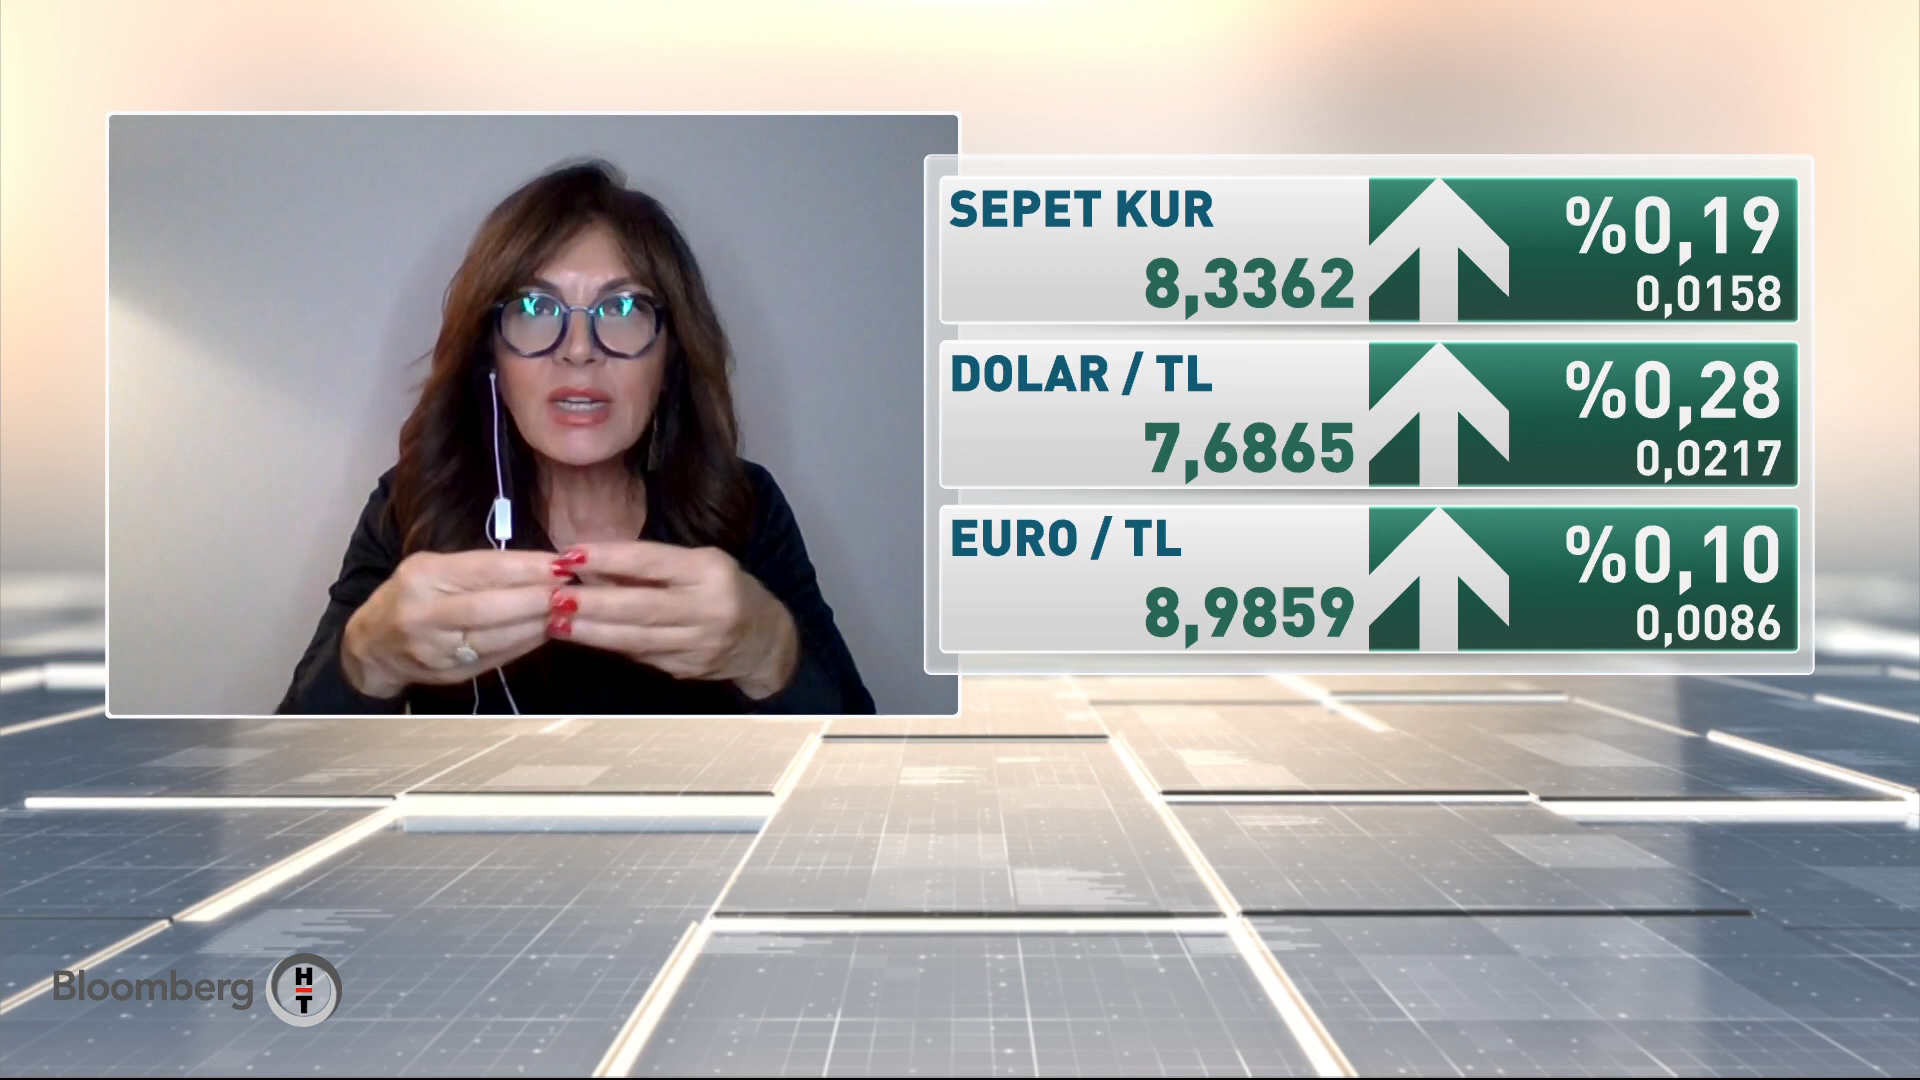 SEPET KUR
8,3362
%0,19
0,0158
DOLAR / TL
7,6865
%0,28
0,0217
EURO / TL
8,9859
%0,10
0,0086
Bloomberg HT